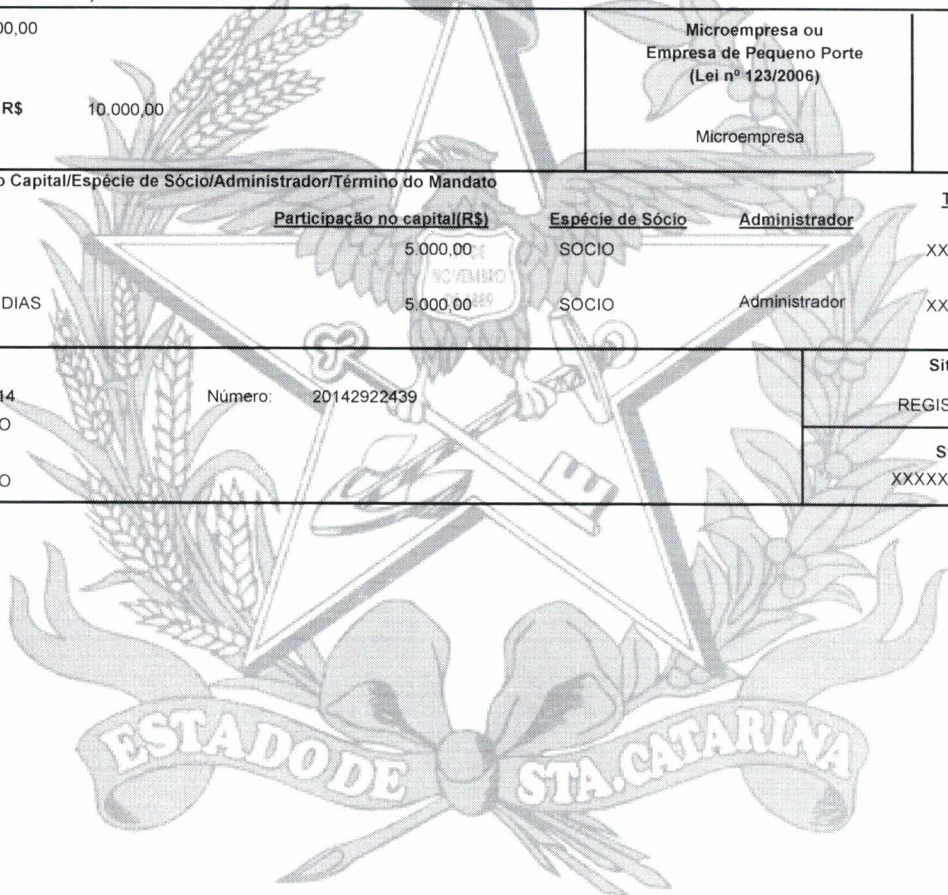 00,00
Microempresa ou
Empresa de Pequeno Porte
(Lei nº 123/2006)
R$ 10.000,00
Microempresa
o Capital/Espécie de Sócio/Administrador/Término do Mandato
Participação no capital(R$) Espécie de Sócio Administrador
5.000,00 SOCIO XX
DIAS 5.000,00 SOCIO Administrador XX
NOVEMBRO
Sit
14 Número: 20142922439 REGIS
O
S
O XXXXX
ESTADO DE STA. CATARINA